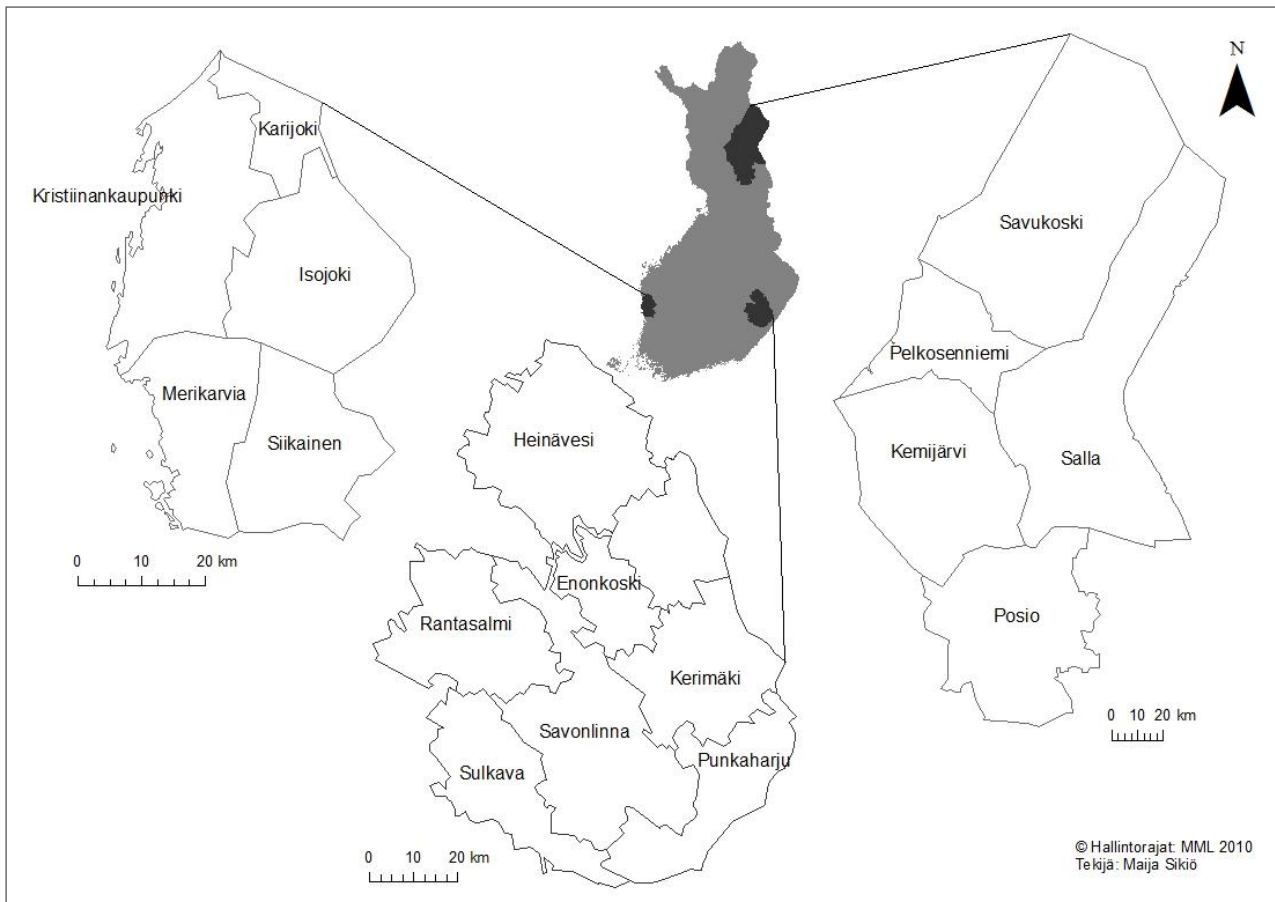 N
Karijoki
Kristiinankaupunki
Isojoki
Merikarvia
Siikainen
0 10 20 km
Heinävesi
Enonkoski
Rantasalmi
Kerimäki
Savonlinna
Punkaharju
Sulkava
0 10 20 km
Savukoski
Pelkosenniemi
Kemijärvi
Salla
Posio
0 10 20 km
© Hallintorajat: MML 2010
Tekijä: Maija Sikiö